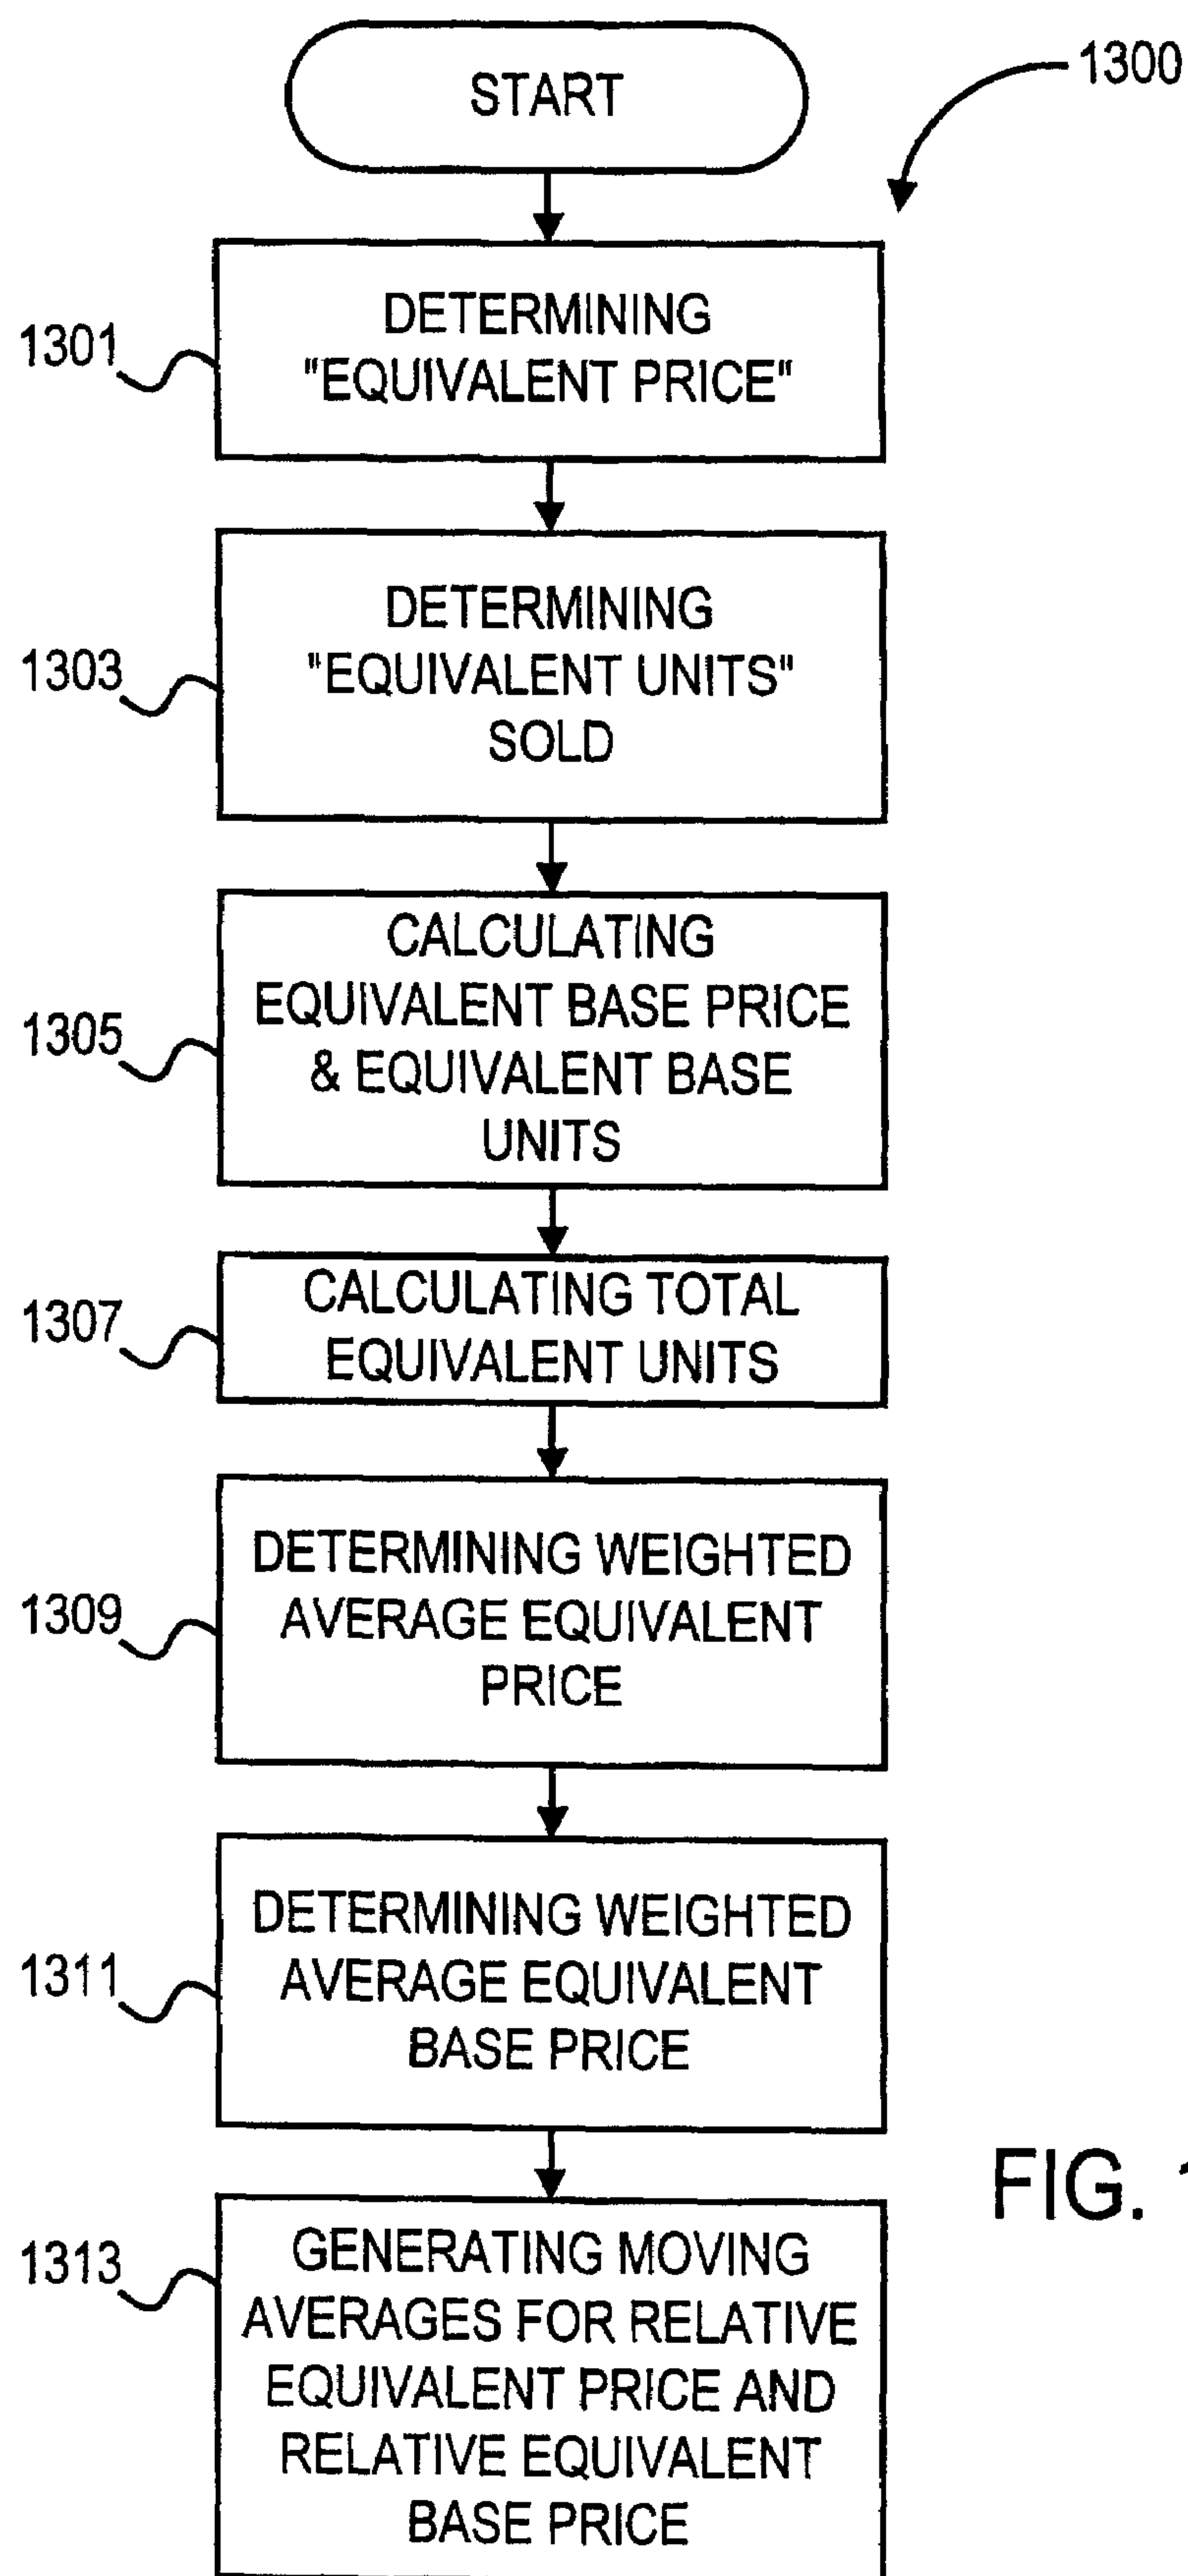 START
1300
DETERMINING
"EQUIVALENT PRICE"
1301
DETERMINING
"EQUIVALENT UNITS"
SOLD
1303
CALCULATING
EQUIVALENT BASE PRICE
& EQUIVALENT BASE
UNITS
1305
CALCULATING TOTAL
EQUIVALENT UNITS
1307
DETERMINING WEIGHTED
AVERAGE EQUIVALENT
PRICE
1309
DETERMINING WEIGHTED
AVERAGE EQUIVALENT
BASE PRICE
1311
GENERATING MOVING
AVERAGES FOR RELATIVE
EQUIVALENT PRICE AND
RELATIVE EQUIVALENT
BASE PRICE
1313
FIG.